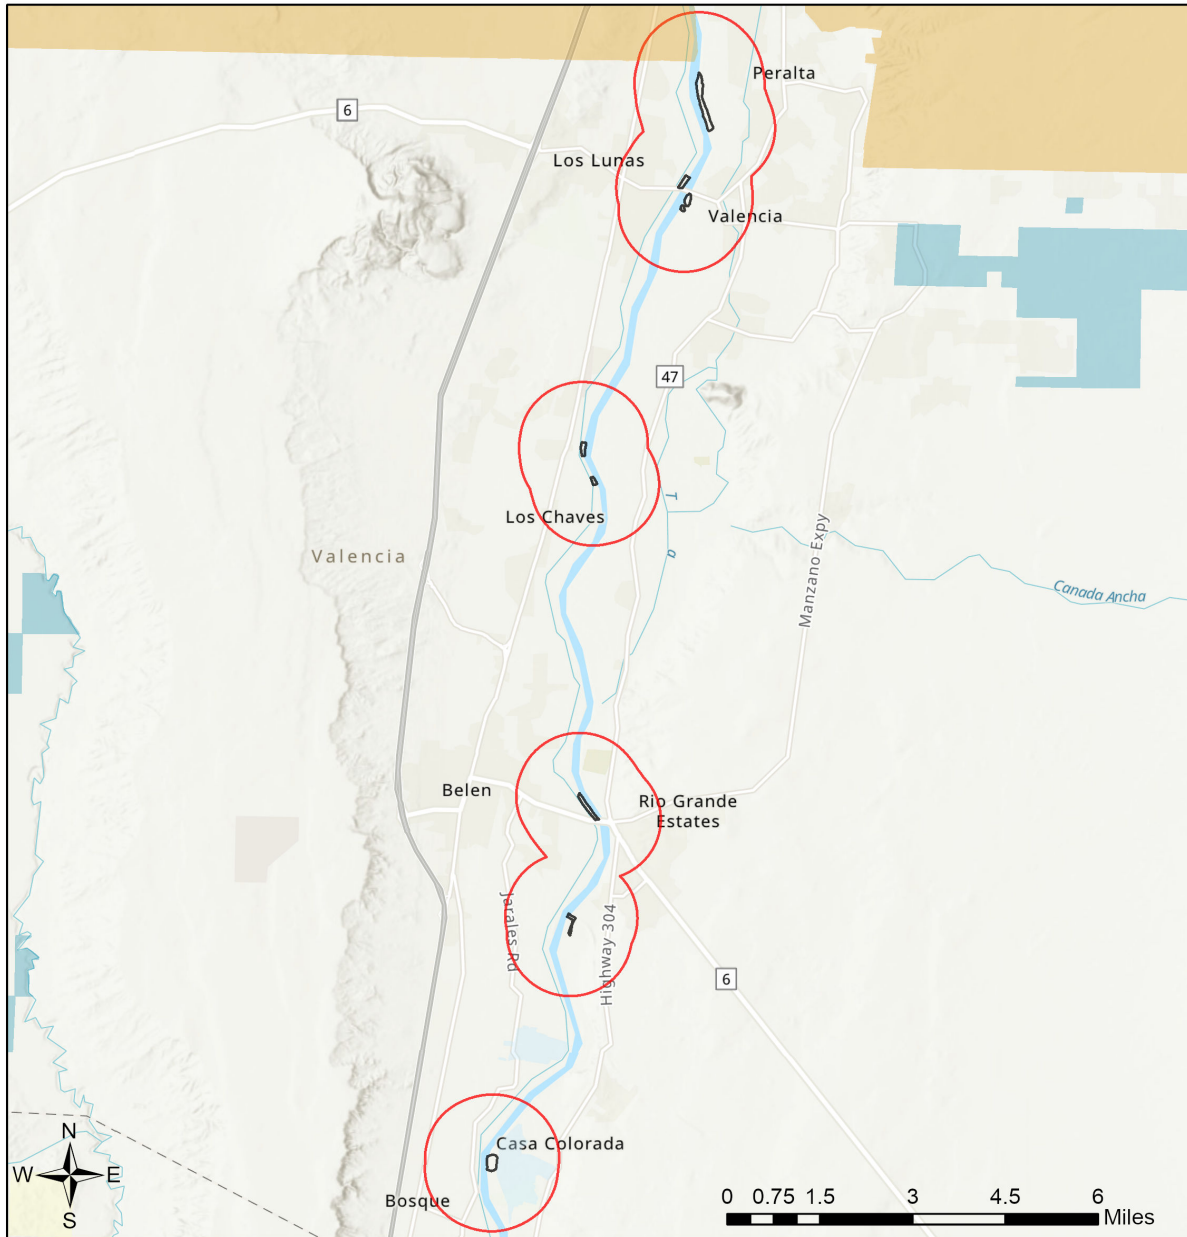 Peralta
6
Los Lunas
Valencia
47
Los Chaves
T
a
Valencia
Manzano Expy
Canada Ancha
Belen
Rio Grande
Estates
Jarales Rd
Highway 304
6
Casa Colorada
Bosque
N
W E
S
0 0.75 1.5 3 4.5 6
Miles